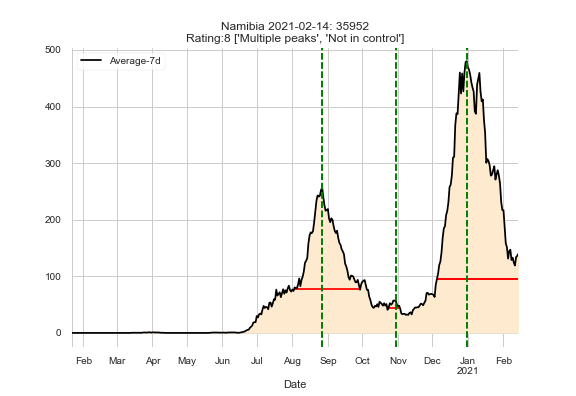 Namibia 2021-02-14: 35952
Rating:8 ['Multiple peaks', 'Not in control']
Average-7d
500
400
300
200
100
0
Feb Mar Apr May Jun Jul Aug Sep Oct Nov Dec Jan Feb
2021
Date